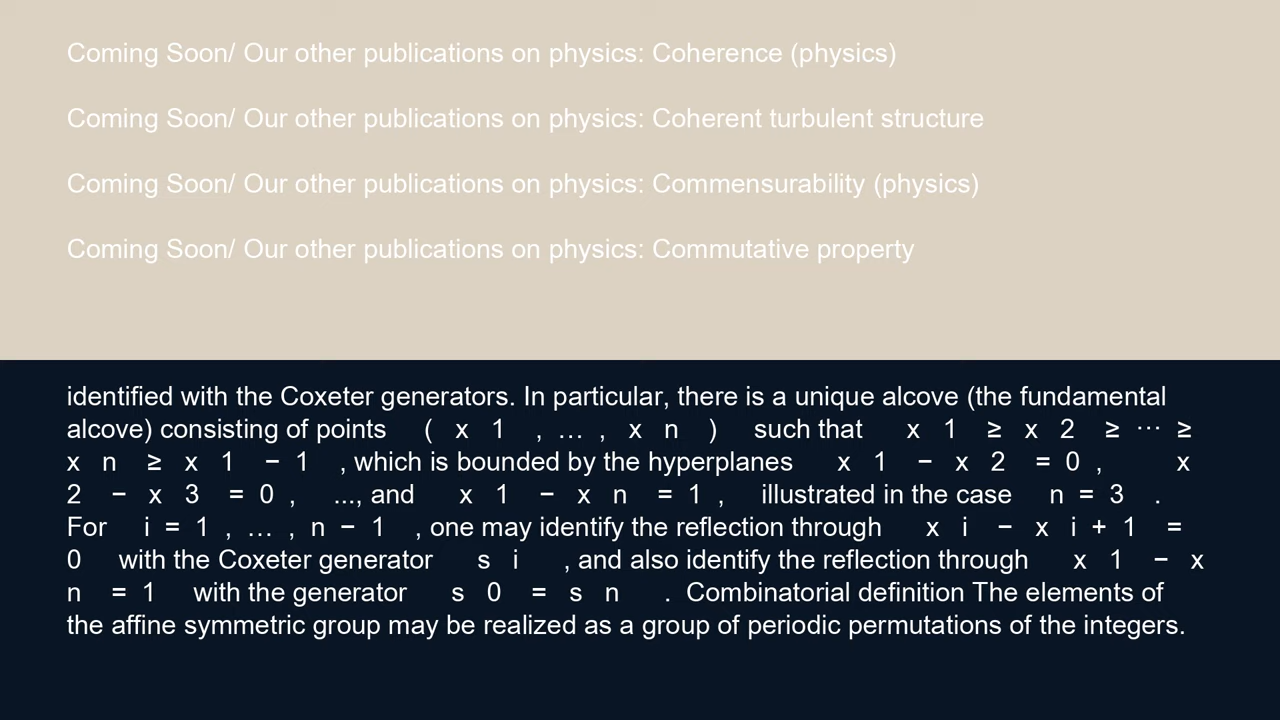 Coming Soon/ Our other publications on physics: Coherence (physics)
Coming Soon/ Our other publications on physics: Coherent turbulent structure
Coming Soon/ Our other publications on physics: Commensurability (physics)
Coming Soon/ Our other publications on physics: Commutative property
identified with the Coxeter generators. In particular, there is a unique alcove (the fundamental
alcove) consisting of points ( x 1 , … , x n ) such that x 1 ≥ x 2 ≥ ⋯ ≥
x n ≥ x 1 − 1 , which is bounded by the hyperplanes x 1 − x 2 = 0 , x
2 − x 3 = 0 , ..., and x 1 − x n = 1 , illustrated in the case n = 3 .
For i = 1 , … , n − 1 , one may identify the reflection through x i − x i + 1 =
0 with the Coxeter generator s i , and also identify the reflection through x 1 − x
n = 1 with the generator s 0 = s n . Combinatorial definition The elements of
the affine symmetric group may be realized as a group of periodic permutations of the integers.